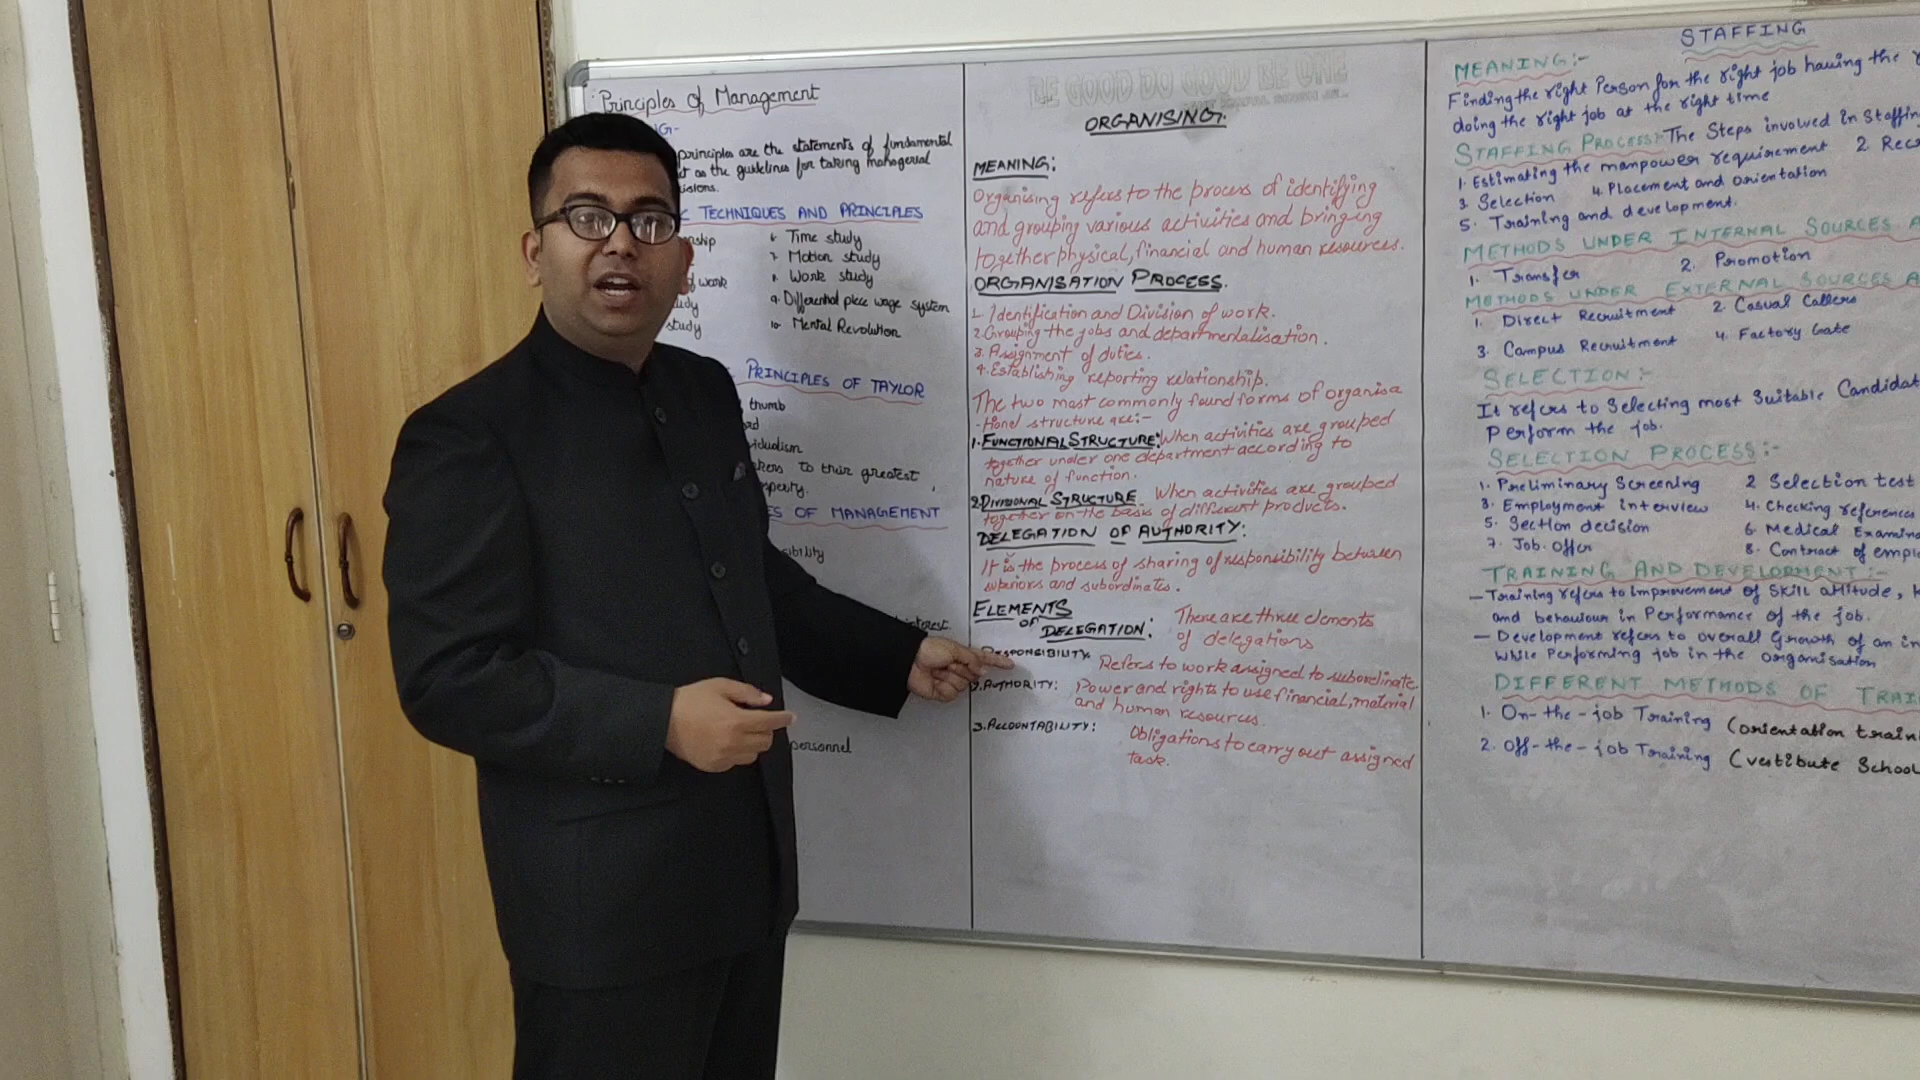 Principles of Management
NG-
principles are the statements of fundamental
as the guidelines for taking managerial
TECHNIQUES AND PRINCIPLES
6. Time study
7. Motion study
8. Work study
of work
9. Differential piece wage system
study
10. Mental Revolution
PRINCIPLES OF TAYLOR
thumb
to their greatest
OF MANAGEMENT
interest.
personnel
BE GOOD DO GOOD BE ONE
ORGANISING.
MEANING:
Organising refers to the process of identifying
and grouping various activities and bringing
together physical, financial and human resources.
ORGANISATION PROCESS.
1. Identification and Division of work.
2. Grouping the jobs and departmentalisation.
3. Assignment of duties.
4. Establishing reporting relationship.
The two most commonly found forms of organisa
-tional structure are:-
1. FUNCTIONAL STRUCTURE: When activities are grouped
together under one department according to
nature of function.
2. DIVISIONAL STRUCTURE When activities are grouped
together on the basis of different products.
DELEGATION OF AUTHORITY:
It is the process of sharing of responsibility between
superiors and subordinates.
ELEMENTS
OF
DELEGATION: There are three elements
of delegations
RESPONSIBILITY: Refers to work assigned to subordinate.
2. AUTHORITY: Power and rights to use financial, material
and human resources.
3. ACCOUNTABILITY: Obligations to carry out assigned
task.
STAFFING
MEANING:-
Finding the right Person for the right job having the
doing the right job at the right time
STAFFING PROCESS:- The Steps involved in Staffing
1. Estimating the manpower requirement 2
3 Selection 4. Placement and orientation
5. Training and development.
METHODS UNDER INTERNAL SOURCES
1. Transfer 2. Promotion
METHODS UNDER EXTERNAL SOURCES
1. Direct Recruitment 2. Casual Callers
3. Campus Recruitment 4. Factory Gate
SELECTION:-
It refers to Selecting most Suitable Candidat
Perform the job.
SELECTION PROCESS:-
1. Preliminary Screening 2 Selection test
3. Employment interview 4. Checking references
5. Section decision 6. Medical Examin
7. Job. Offer 8. Contract of empl
TRAINING AND DEVELOPMENT:-
- Training refers to Improvement of Skill attitude,
and behaviour in Performance of the job.
- Development refers to overall Growth of an in
while Performing job in the organisation
DIFFERENT METHODS OF TRAI
1. On-the-job Training (orientation train
2. Off-the-job Training (vestibute School